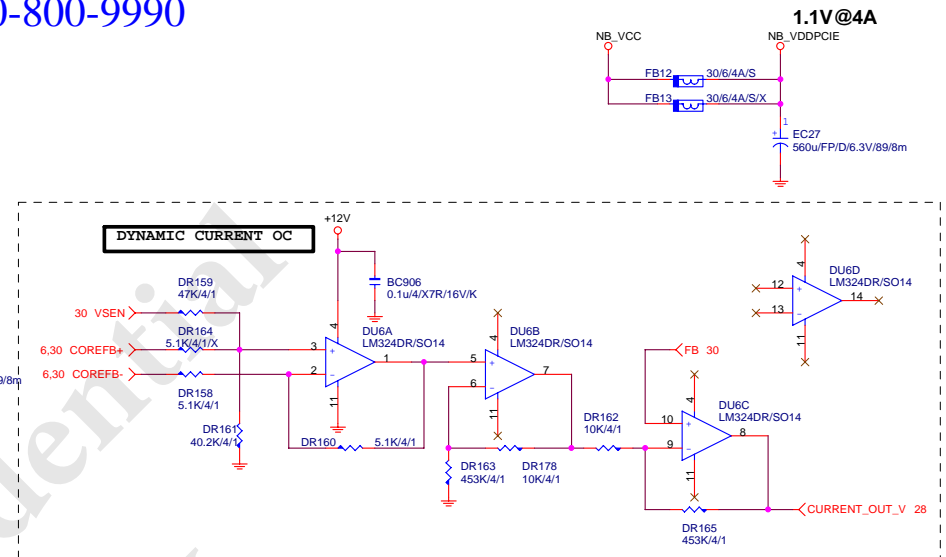 0-800-9990
1.1V@4A
NB_VCC
NB_VDDPCIE
FB12 30/6/4A/S
FB13 30/6/4A/S/X
1
+
EC27
560u/FP/D/6.3V/89/8m
DYNAMIC CURRENT OC
+12V
BC906
0.1u/4/X7R/16V/K
DR159
47K/4/1
30 VSEN
DR164
5.1K/4/1/X
6,30 COREFB+
6,30 COREFB-
DR158
5.1K/4/1
DR161
40.2K/4/1
DU6A
LM324DR/SO14
3
+
2
-
4
11
1
DR160 5.1K/4/1
DU6B
LM324DR/SO14
5
+
6
-
4
11
7
DR163
453K/4/1
DR178
10K/4/1
DR162
10K/4/1
FB 30
DU6C
LM324DR/SO14
10
+
9
-
4
11
8
DR165
453K/4/1
CURRENT_OUT_V 28
DU6D
LM324DR/SO14
12
+
13
-
4
11
14
9/8m
dential